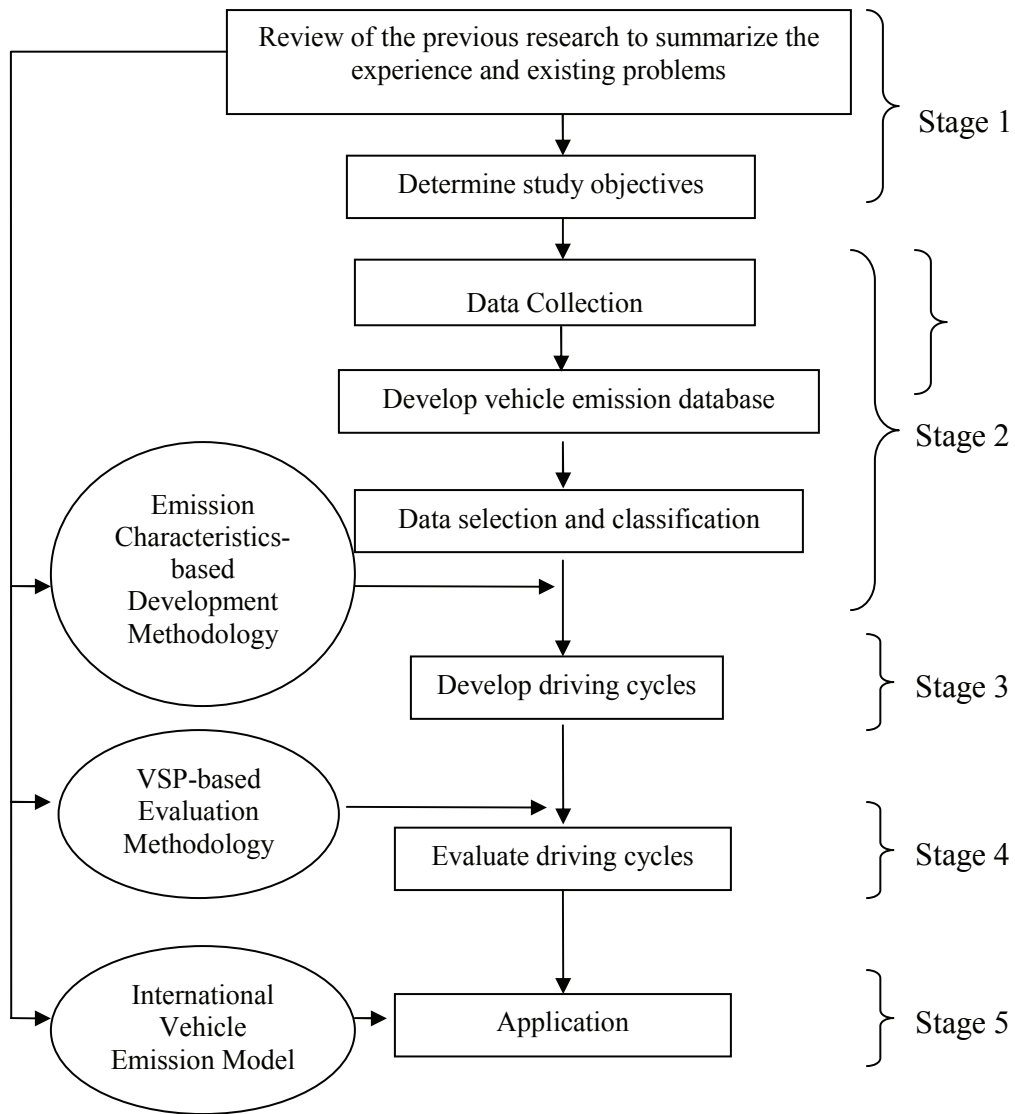 Review of the previous research to summarize the
experience and existing problems
Stage 1
Determine study objectives
Data Collection
Develop vehicle emission database
Stage 2
Emission
Characteristics-
based
Development
Methodology
Data selection and classification
Develop driving cycles
Stage 3
VSP-based
Evaluation
Methodology
Evaluate driving cycles
Stage 4
International
Vehicle
Emission Model
Application
Stage 5